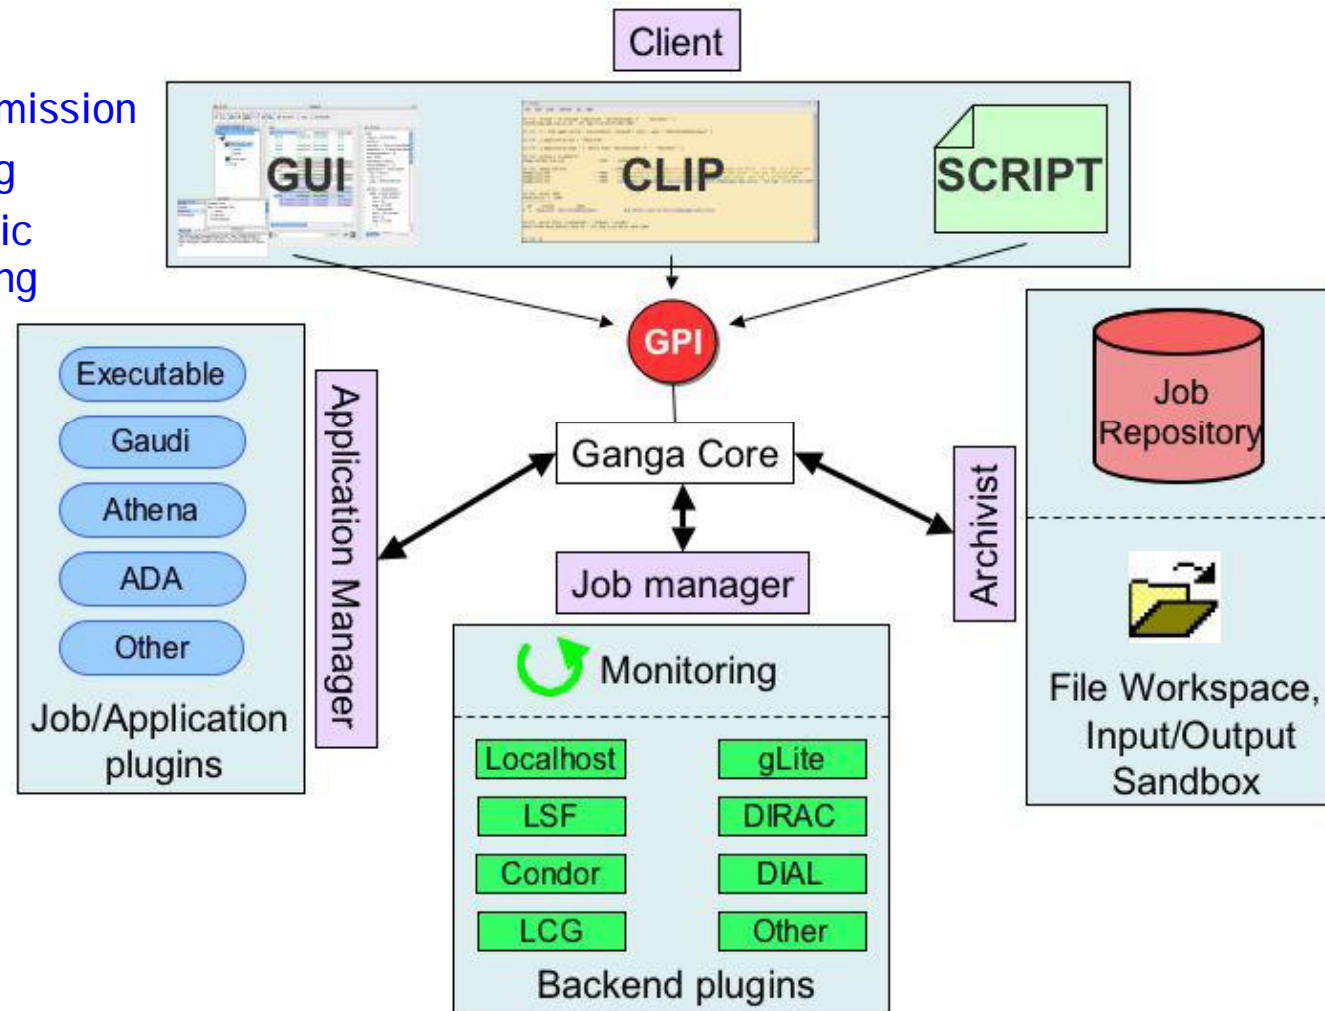 Client
mission
g
ic
ng
GUI
CLIP
SCRIPT
GPI
Executable
Gaudi
Athena
ADA
Other
Job/Application
plugins
Application Manager
Ganga Core
Job manager
Archivist
Job
Repository
File Workspace,
Input/Output
Sandbox
Monitoring
Localhost
gLite
LSF
DIRAC
Condor
DIAL
LCG
Other
Backend plugins